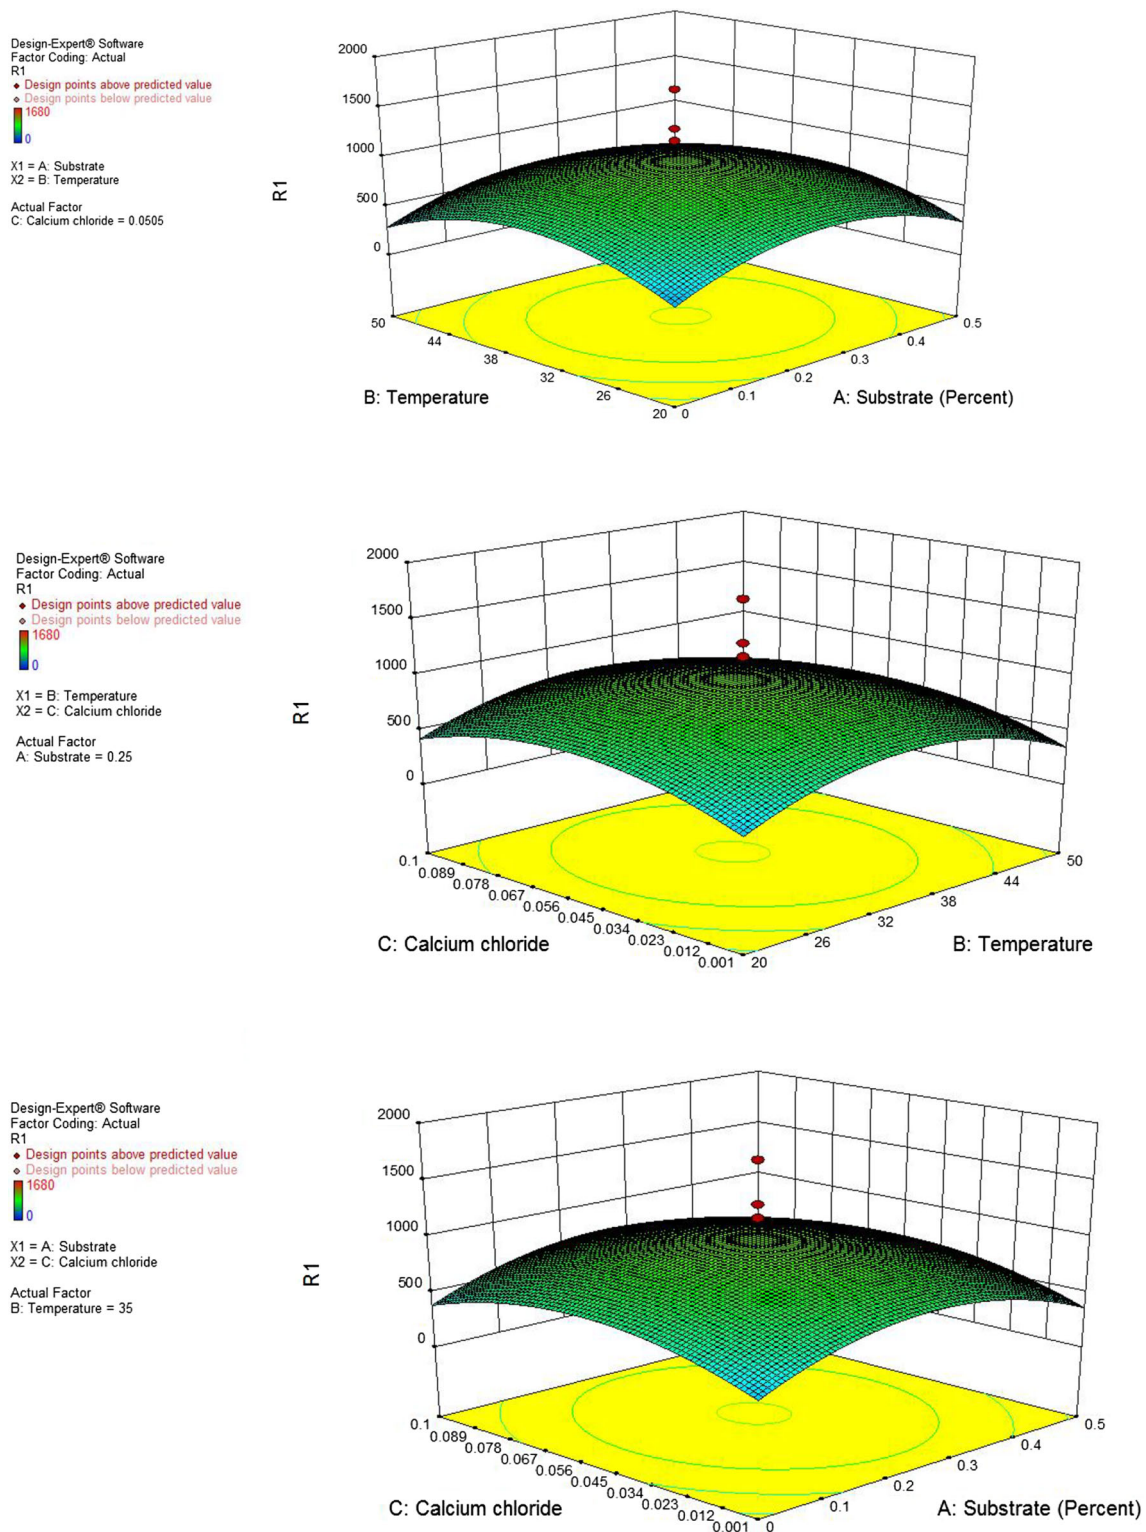 Design-Expert® Software
Factor Coding: Actual
R1
Design points above predicted value
Design points below predicted value
1680
0
X1 = A: Substrate
X2 = B: Temperature
Actual Factor
C: Calcium chloride = 0.0505
2000
1500
1000
500
0
R1
50
44
38
32
26
20
0
0.1
0.2
0.3
0.4
0.5
B: Temperature
A: Substrate (Percent)
Design-Expert® Software
Factor Coding: Actual
R1
Design points above predicted value
Design points below predicted value
1680
0
X1 = B: Temperature
X2 = C: Calcium chloride
Actual Factor
A: Substrate = 0.25
2000
1500
1000
500
0
R1
0.1
0.089
0.078
0.067
0.056
0.045
0.034
0.023
0.012
0.001
20
26
32
38
44
50
C: Calcium chloride
B: Temperature
Design-Expert® Software
Factor Coding: Actual
R1
Design points above predicted value
Design points below predicted value
1680
0
X1 = A: Substrate
X2 = C: Calcium chloride
Actual Factor
B: Temperature = 35
2000
1500
1000
500
0
R1
0.1
0.089
0.078
0.067
0.056
0.045
0.034
0.023
0.012
0.001
0
0.1
0.2
0.3
0.4
0.5
C: Calcium chloride
A: Substrate (Percent)